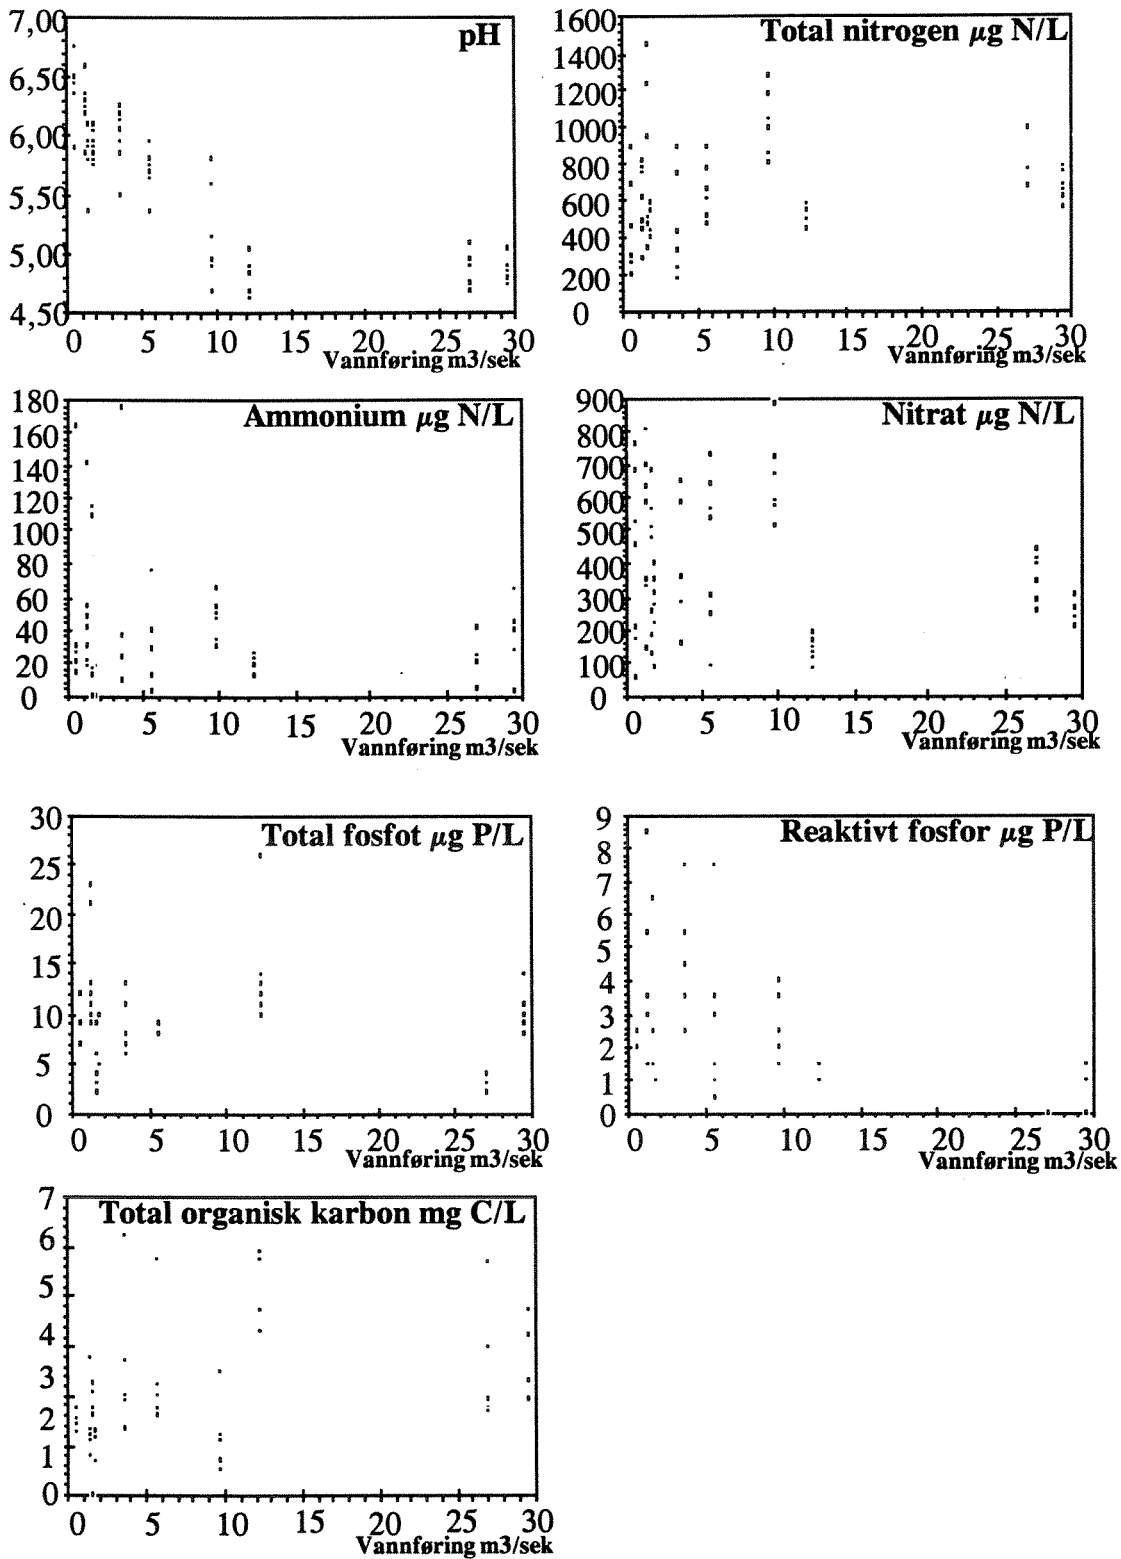 pH
7,00
6,50
6,00
5,50
5,00
4,50
0 5 10 15 20 25 30
Vannføring m3/sek
Total nitrogen µg N/L
1600
1400
1200
1000
800
600
400
200
0
0 5 10 15 20 25 30
Vannføring m3/sek
Ammonium µg N/L
180
160
140
120
100
80
60
40
20
0
0 5 10 15 20 25 30
Vannføring m3/sek
Nitrat µg N/L
900
800
700
600
500
400
300
200
100
0
0 5 10 15 20 25 30
Vannføring m3/sek
Total fosfot µg P/L
30
25
20
15
10
5
0
0 5 10 15 20 25 30
Vannføring m3/sek
Reaktivt fosfor µg P/L
9
8
7
6
5
4
3
2
1
0
0 5 10 15 20 25 30
Vannføring m3/sek
Total organisk karbon mg C/L
7
6
5
4
3
2
1
0
0 5 10 15 20 25 30
Vannføring m3/sek